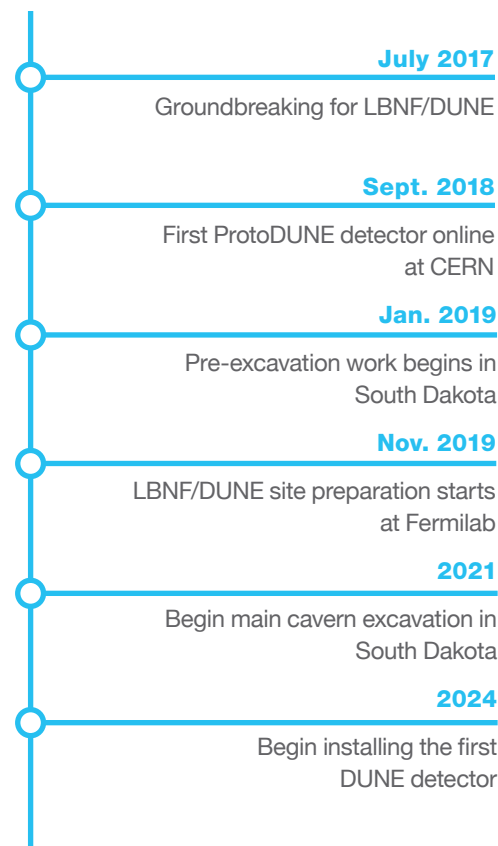 July 2017
Groundbreaking for LBNF/DUNE
Sept. 2018
First ProtoDUNE detector online
at CERN
Jan. 2019
Pre-excavation work begins in
South Dakota
Nov. 2019
LBNF/DUNE site preparation starts
at Fermilab
2021
Begin main cavern excavation in
South Dakota
2024
Begin installing the first
DUNE detector